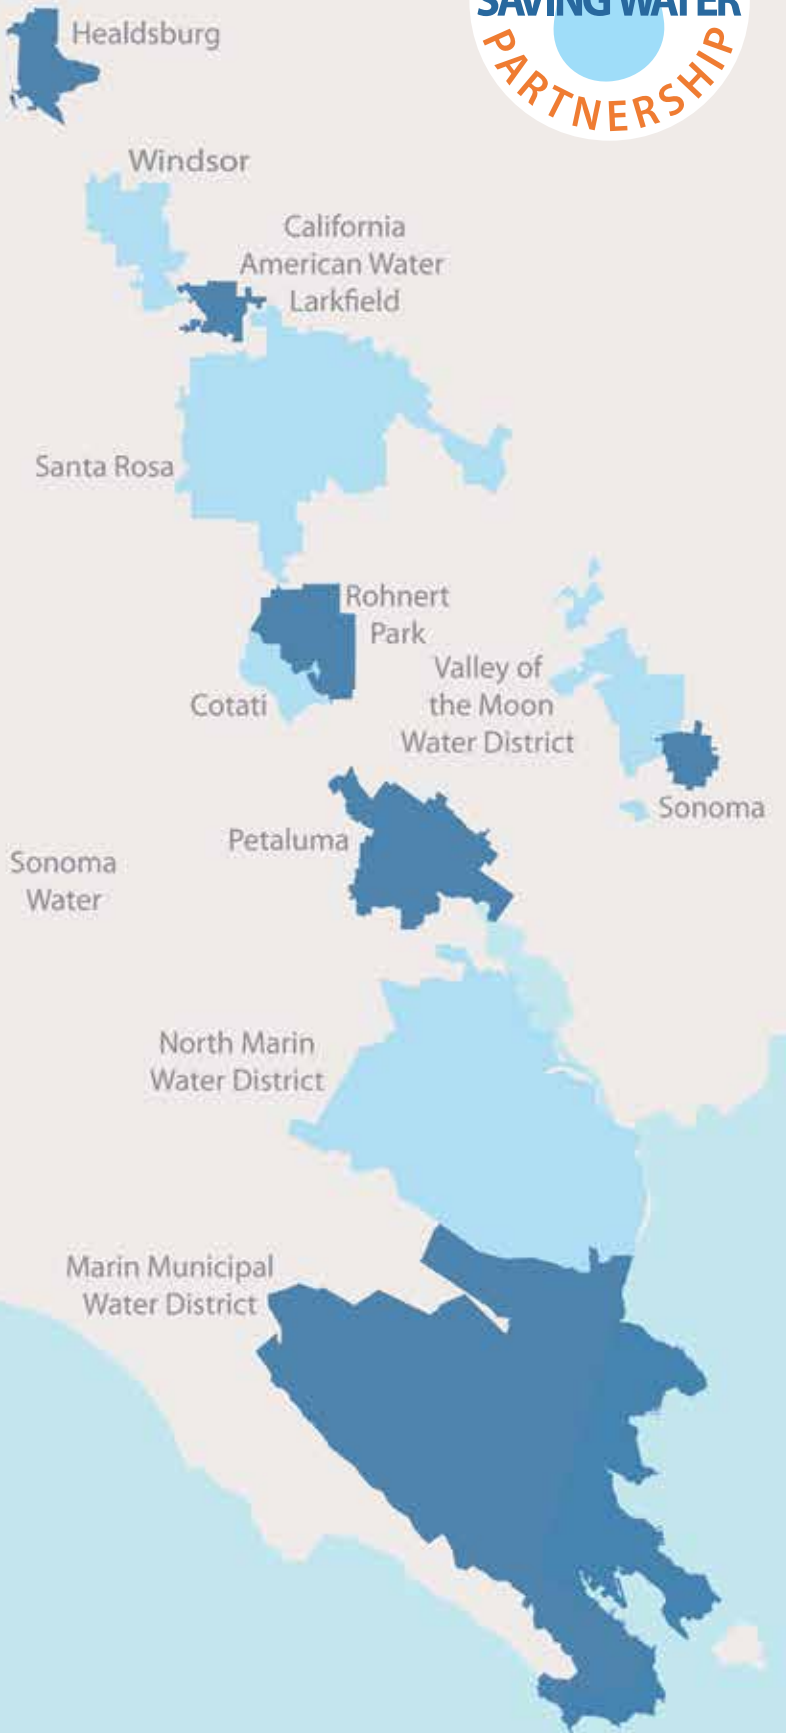 SAVING WATER
PARTNERSHIP
Healdsburg
Windsor
California
American Water
Larkfield
Santa Rosa
Rohnert
Park
Valley of
the Moon
Water District
Cotati
Sonoma
Petaluma
Sonoma
Water
North Marin
Water District
Marin Municipal
Water District